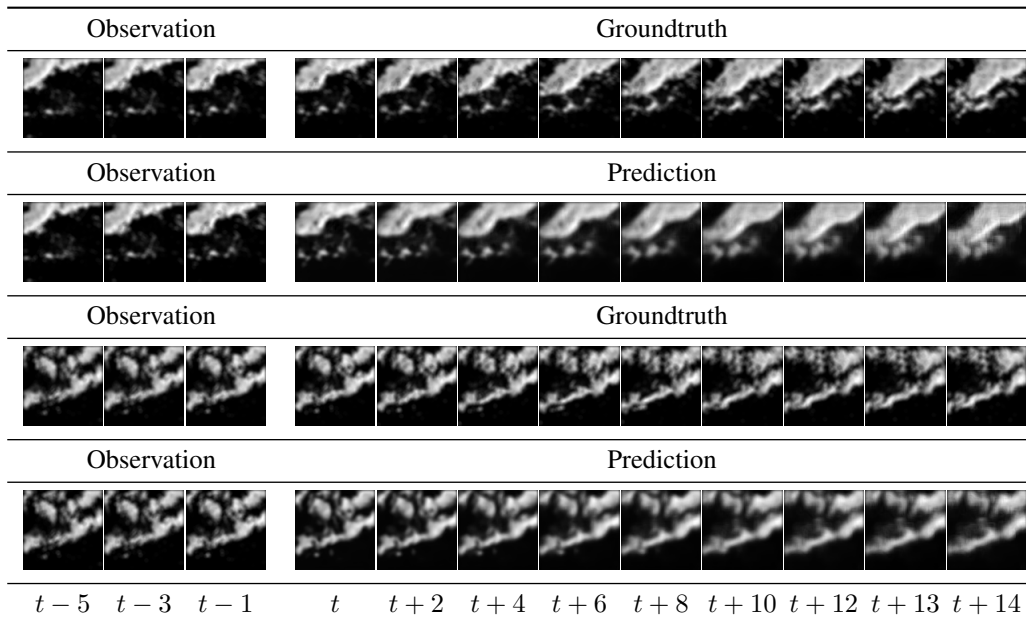 Observation Groundtruth
Observation Prediction
Observation Groundtruth
Observation Prediction
t − 5 t − 3 t − 1 t t + 2 t + 4 t + 6 t + 8 t + 10 t + 12 t + 13 t + 14